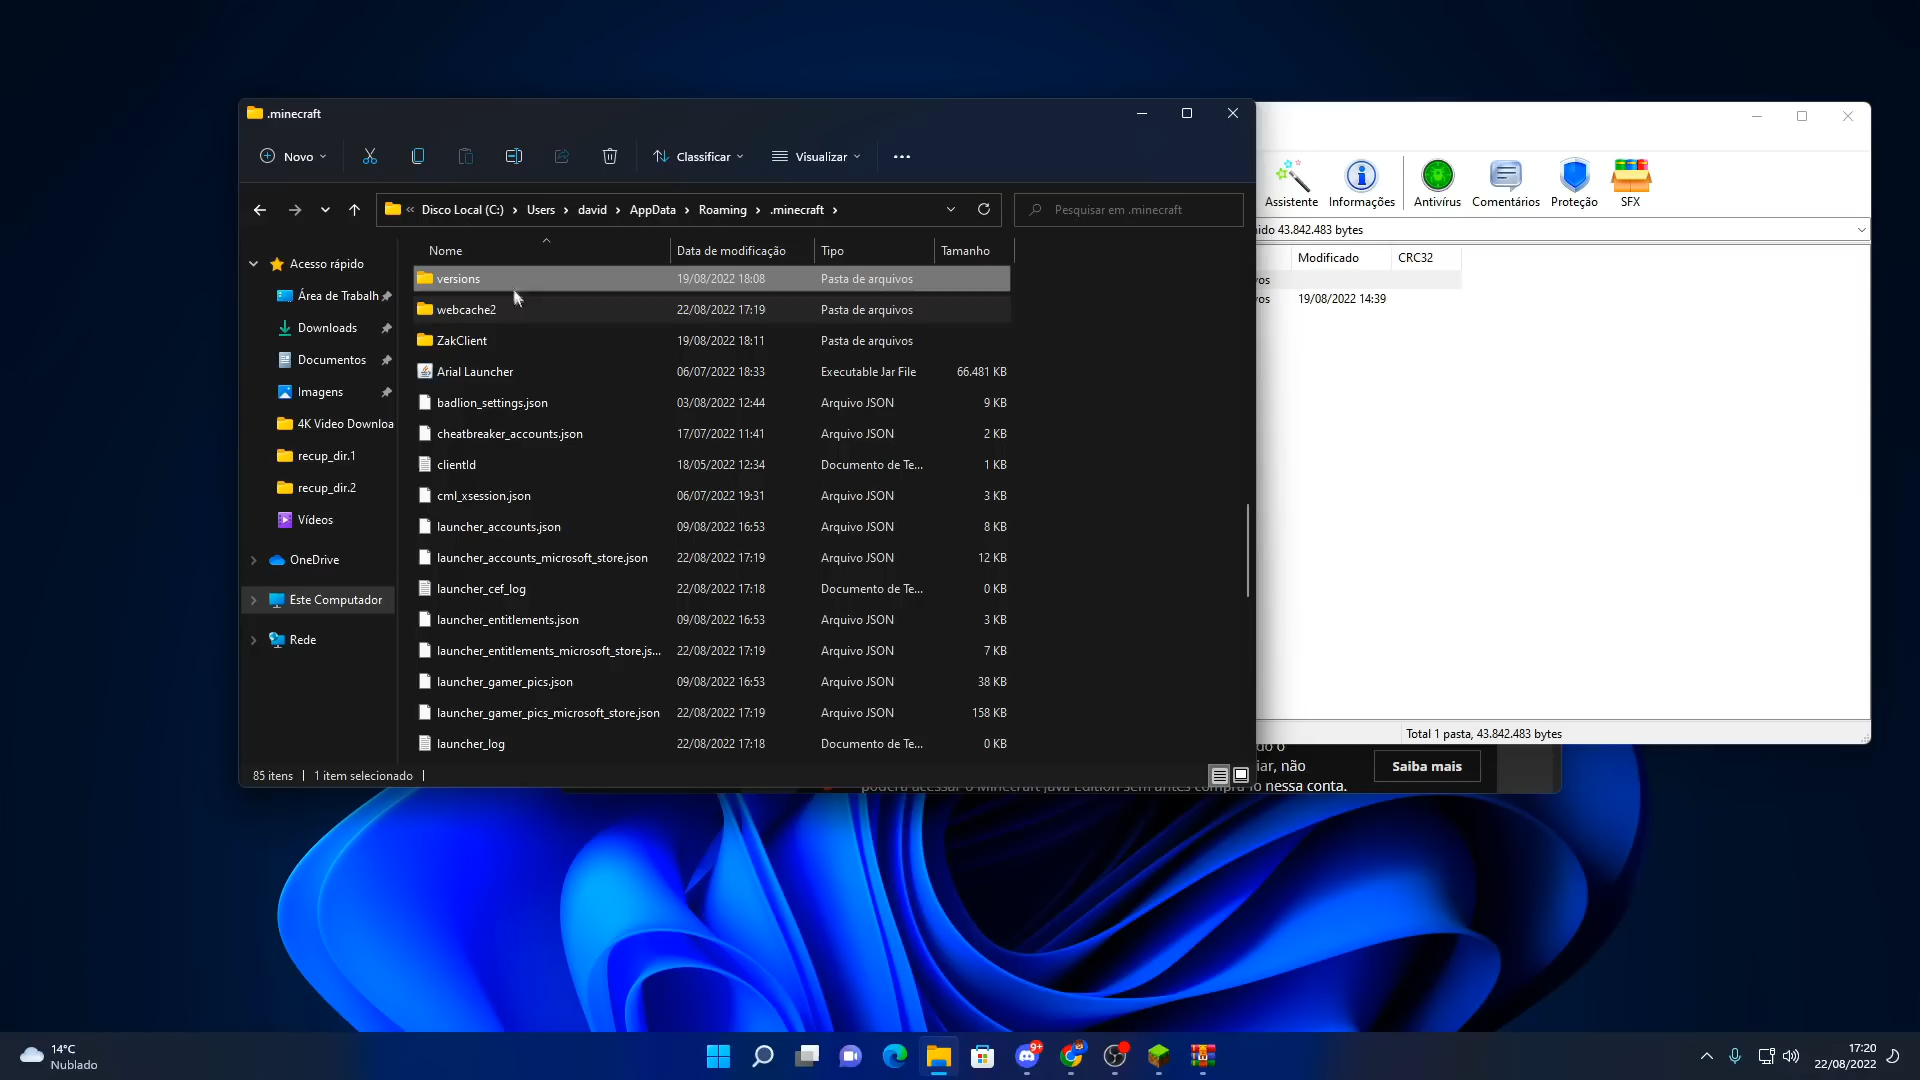 .minecraft
Novo
Classificar
Visualizar
« Disco Local (C:) › Users › david › AppData › Roaming › .minecraft ›
Pesquisar em .minecraft
Acesso rápido
Área de Trabalh
Downloads
Documentos
Imagens
4K Video Downloa
recup_dir.1
recup_dir.2
Vídeos
OneDrive
Este Computador
Rede
Nome Data de modificação Tipo Tamanho
versions 19/08/2022 18:08 Pasta de arquivos
webcache2 22/08/2022 17:19 Pasta de arquivos
ZakClient 19/08/2022 18:11 Pasta de arquivos
Arial Launcher 06/07/2022 18:33 Executable Jar File 66.481 KB
badlion_settings.json 03/08/2022 12:44 Arquivo JSON 9 KB
cheatbreaker_accounts.json 17/07/2022 11:41 Arquivo JSON 2 KB
clientId 18/05/2022 12:34 Documento de Te... 1 KB
cml_xsession.json 06/07/2022 19:31 Arquivo JSON 3 KB
launcher_accounts.json 09/08/2022 16:53 Arquivo JSON 8 KB
launcher_accounts_microsoft_store.json 22/08/2022 17:19 Arquivo JSON 12 KB
launcher_cef_log 22/08/2022 17:18 Documento de Te... 0 KB
launcher_entitlements.json 09/08/2022 16:53 Arquivo JSON 3 KB
launcher_entitlements_microsoft_store.js... 22/08/2022 17:19 Arquivo JSON 7 KB
launcher_gamer_pics.json 09/08/2022 16:53 Arquivo JSON 38 KB
launcher_gamer_pics_microsoft_store.json 22/08/2022 17:19 Arquivo JSON 158 KB
launcher_log 22/08/2022 17:18 Documento de Te... 0 KB
85 itens 1 item selecionado
Assistente Informações Antivírus Comentários Proteção SFX
ido 43.842.483 bytes
Modificado CRC32
vos
vos 19/08/2022 14:39
Total 1 pasta, 43.842.483 bytes
do o
iar, não
poderá acessar o Minecraft Java Edition sem antes comprá-lo nessa conta.
Saiba mais
14°C
Nublado
9+
17:20
22/08/2022